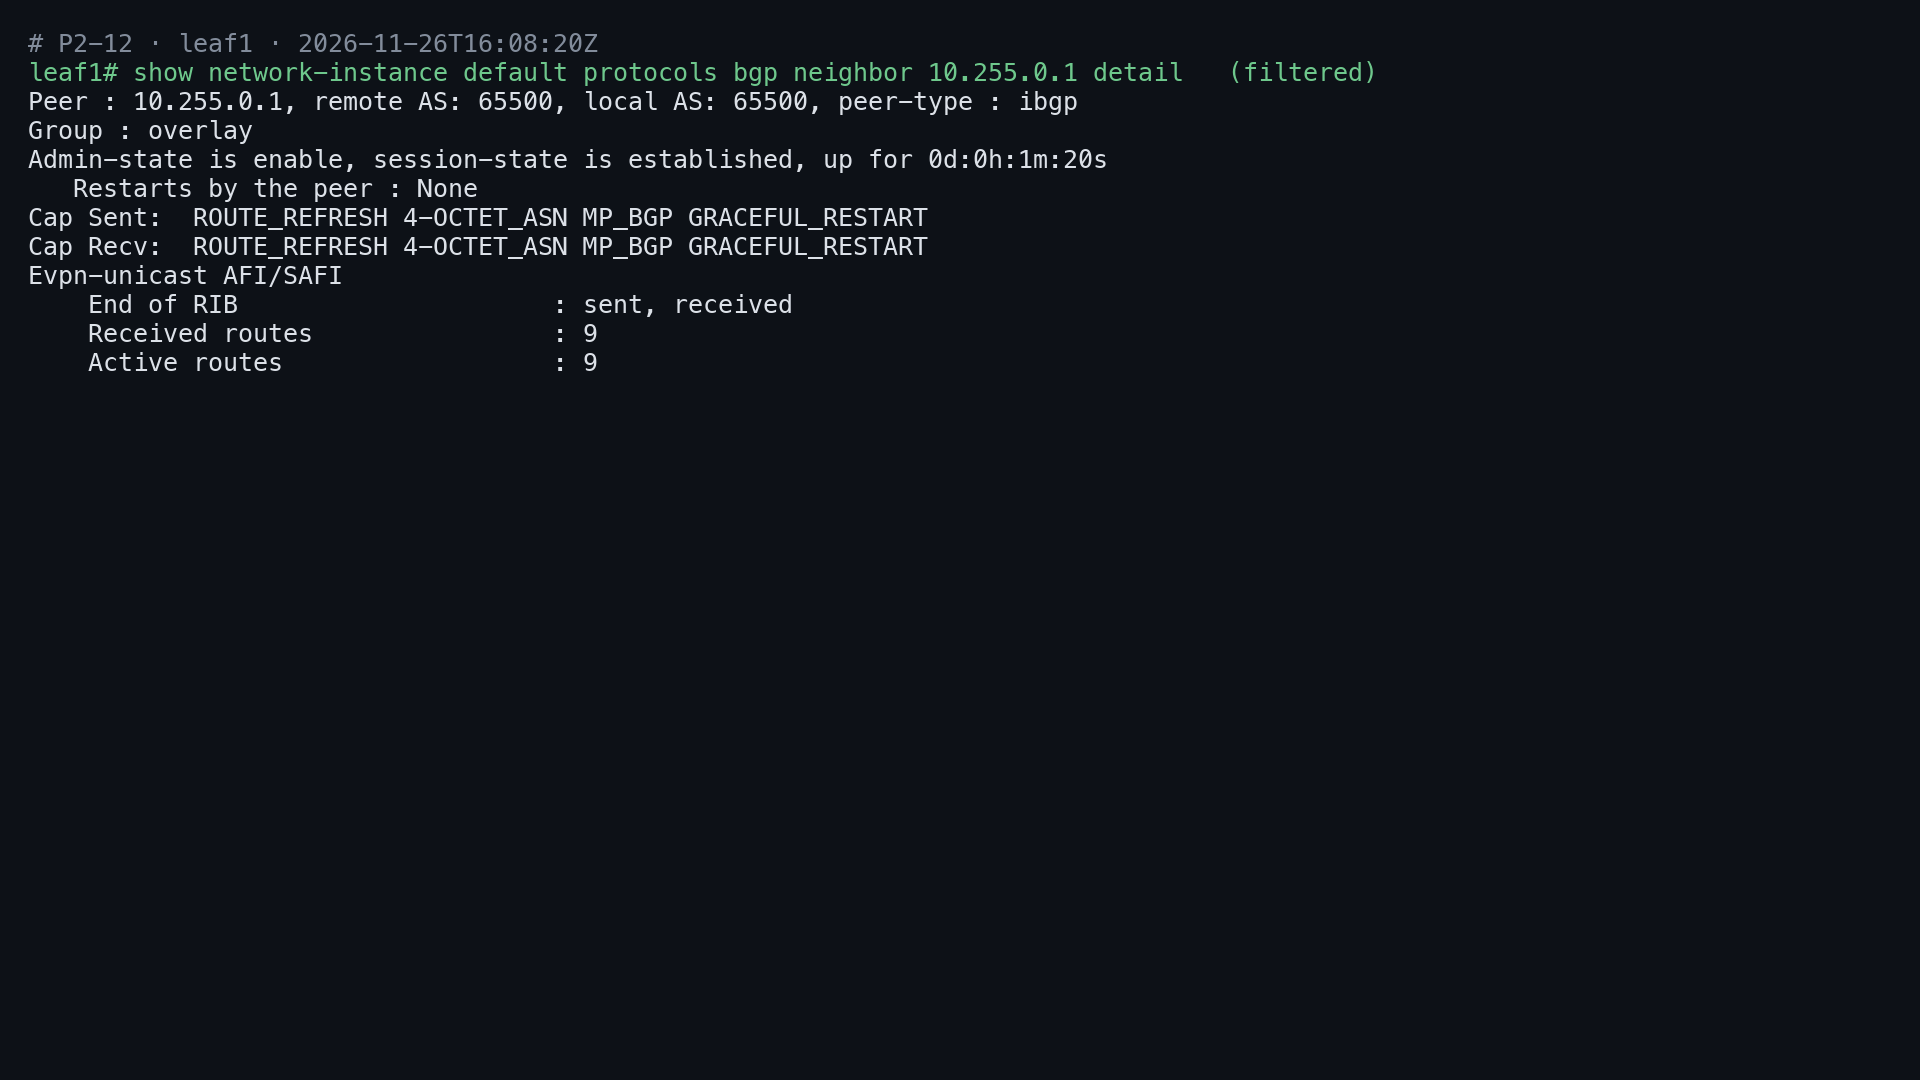 # P2-12 · leaf1 · 2026-11-26T16:08:20Z
leaf1# show network-instance default protocols bgp neighbor 10.255.0.1 detail   (filtered)
Peer : 10.255.0.1, remote AS: 65500, local AS: 65500, peer-type : ibgp
Group : overlay
Admin-state is enable, session-state is established, up for 0d:0h:1m:20s
   Restarts by the peer : None
Cap Sent:  ROUTE_REFRESH 4-OCTET_ASN MP_BGP GRACEFUL_RESTART
Cap Recv:  ROUTE_REFRESH 4-OCTET_ASN MP_BGP GRACEFUL_RESTART
Evpn-unicast AFI/SAFI
    End of RIB                     : sent, received
    Received routes                : 9
    Active routes                  : 9